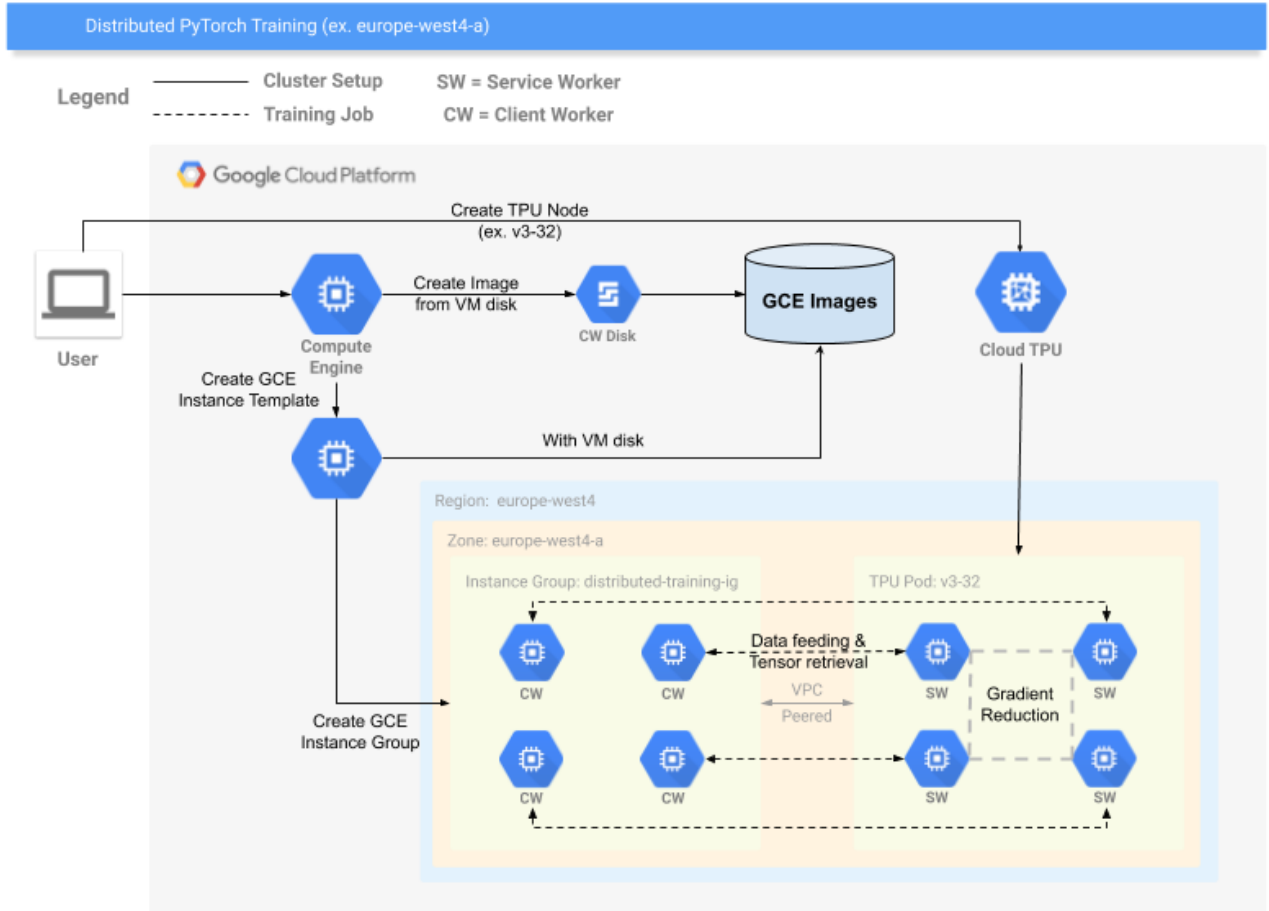 Distributed PyTorch Training (ex. europe-west4-a)
Legend
Cluster Setup
SW = Service Worker
Training Job
CW = Client Worker
Google Cloud Platform
Create TPU Node
(ex. v3-32)
User
Compute
Engine
Create Image
from VM disk
CW Disk
GCE Images
Cloud TPU
Create GCE
Instance Template
With VM disk
Region: europe-west4
Zone: europe-west4-a
Instance Group: distributed-training-ig
TPU Pod: v3-32
CW
CW
Data feeding &
Tensor retrieval
SW
SW
VPC
Peered
Gradient
Reduction
Create GCE
Instance Group
CW
CW
SW
SW